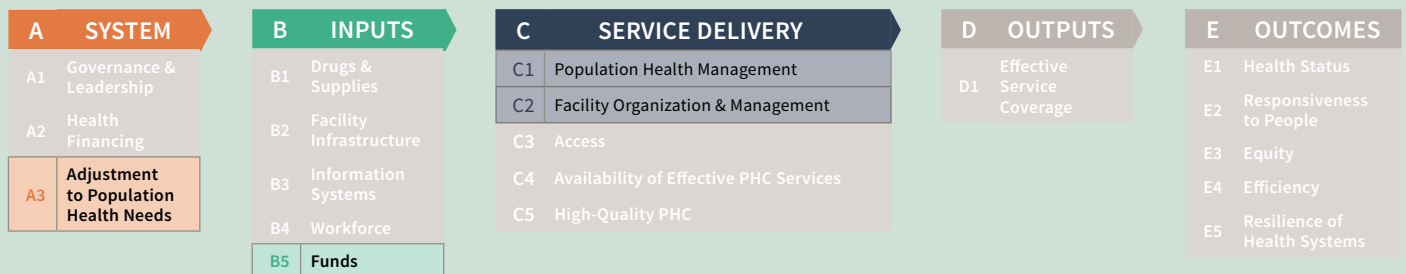 A SYSTEM
A1 Governance &
Leadership
A2 Health
Financing
A3 Adjustment
to Population
Health Needs
B INPUTS
B1 Drugs &
Supplies
B2 Facility
Infrastructure
B3 Information
Systems
B4 Workforce
B5 Funds
C SERVICE DELIVERY
C1 Population Health Management
C2 Facility Organization & Management
C3 Access
C4 Availability of Effective PHC Services
C5 High-Quality PHC
D OUTPUTS
D1 Effective
Service
Coverage
E OUTCOMES
E1 Health Status
E2 Responsiveness
to People
E3 Equity
E4 Efficiency
E5 Resilience of
Health Systems